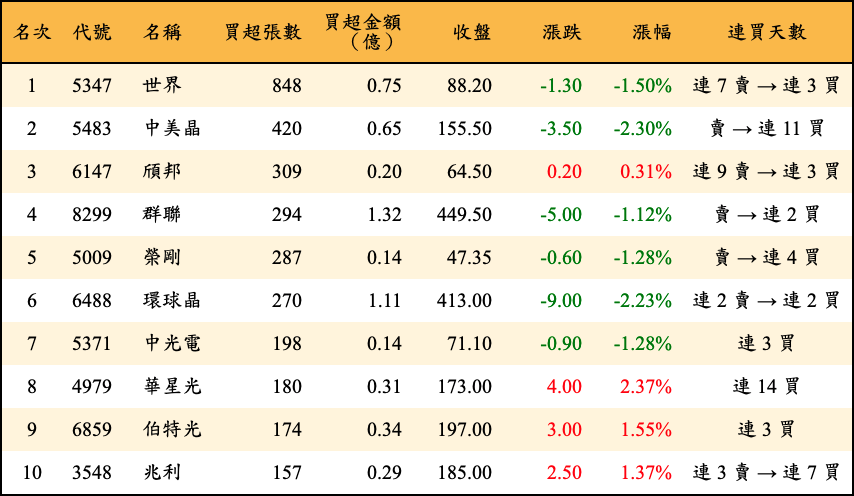 名次 代號 名稱 買超張數 買超金額（億） 收盤 漲跌 漲幅 連買天數
1 5347 世界 848 0.75 88.20 -1.30 -1.50% 連 7 賣 → 連 3 買
2 5483 中美晶 420 0.65 155.50 -3.50 -2.30% 賣 → 連 11 買
3 6147 頎邦 309 0.20 64.50 0.20 0.31% 連 9 賣 → 連 3 買
4 8299 群聯 294 1.32 449.50 -5.00 -1.12% 賣 → 連 2 買
5 5009 榮剛 287 0.14 47.35 -0.60 -1.28% 賣 → 連 4 買
6 6488 環球晶 270 1.11 413.00 -9.00 -2.23% 連 2 賣 → 連 2 買
7 5371 中光電 198 0.14 71.10 -0.90 -1.28% 連 3 買
8 4979 華星光 180 0.31 173.00 4.00 2.37% 連 14 買
9 6859 伯特光 174 0.34 197.00 3.00 1.55% 連 3 買
10 3548 兆利 157 0.29 185.00 2.50 1.37% 連 3 賣 → 連 7 買